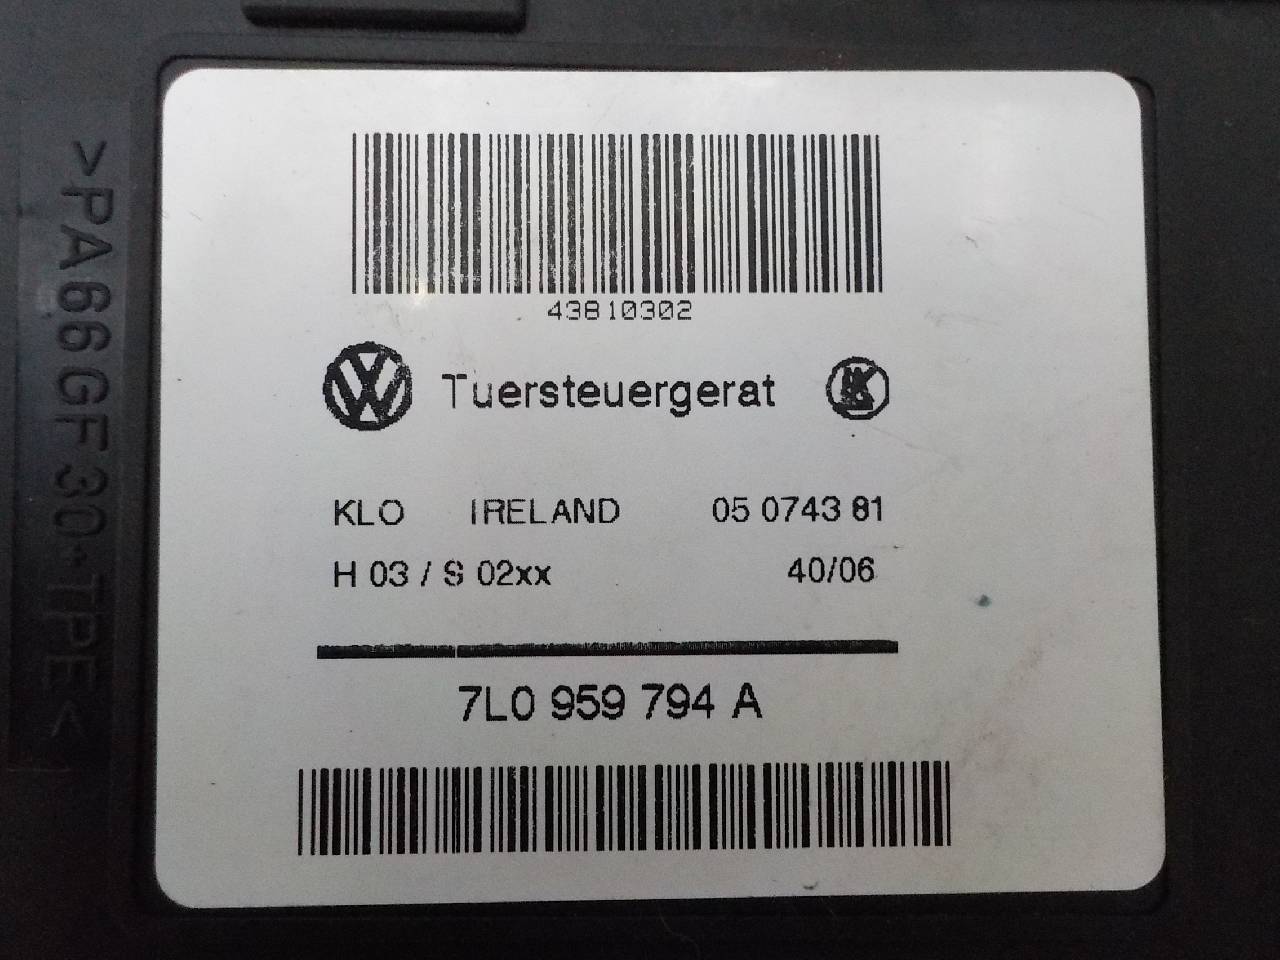 >PA66GF30+TPE<
43810302
Tuersteuergerat
KLO IRELAND 05 0743 81
H 03 / S 02xx 40/06
7L0 959 794 A